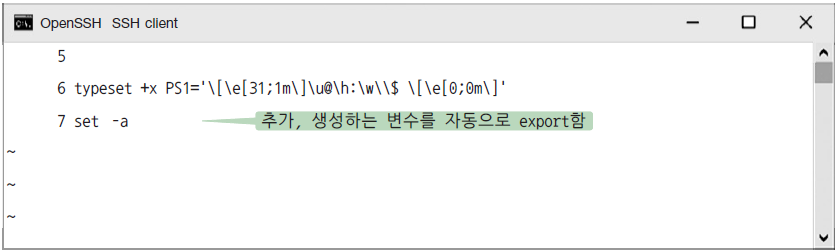 OpenSSH SSH client
5
6 typeset +x PS1='\[\e[31;1m\]\u@\h:\w\\$ \[\e[0;0m\]'
7 set -a 추가, 생성하는 변수를 자동으로 export함
~
~
~